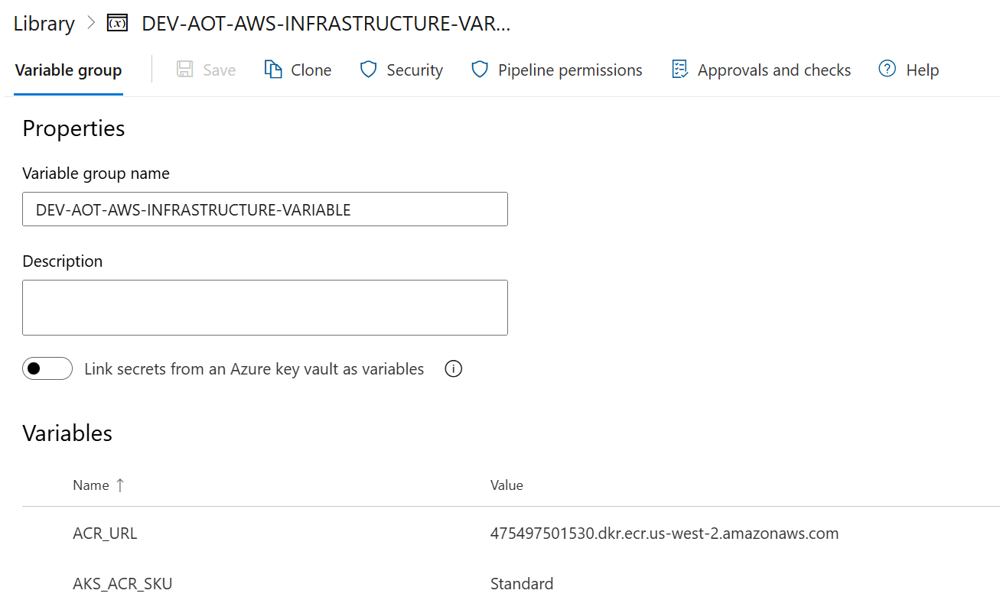 Library > (x) DEV-AOT-AWS-INFRASTRUCTURE-VAR...
Variable group Save Clone Security Pipeline permissions Approvals and checks ? Help
Properties
Variable group name
DEV-AOT-AWS-INFRASTRUCTURE-VARIABLE
Description
Link secrets from an Azure key vault as variables i
Variables
Name ↑ Value
ACR_URL 475497501530.dkr.ecr.us-west-2.amazonaws.com
AKS_ACR_SKU Standard